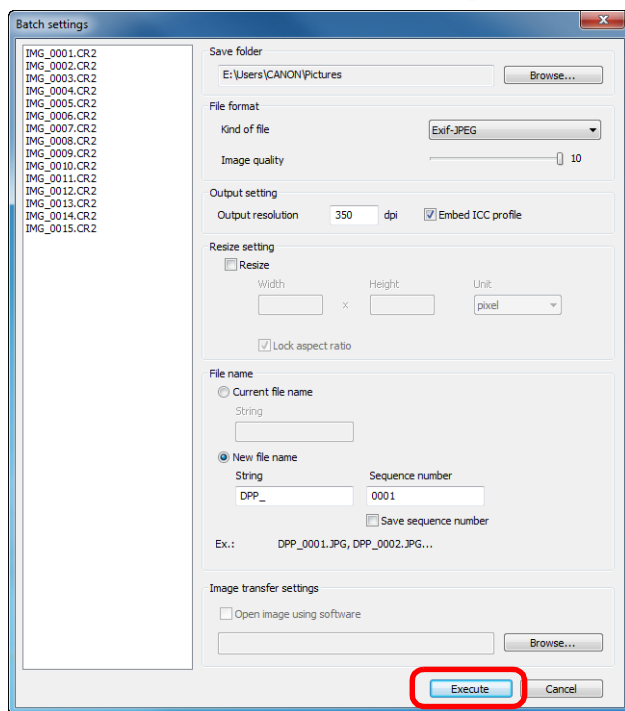 Batch settings
IMG_0001.CR2
IMG_0002.CR2
IMG_0003.CR2
IMG_0004.CR2
IMG_0005.CR2
IMG_0006.CR2
IMG_0007.CR2
IMG_0008.CR2
IMG_0009.CR2
IMG_0010.CR2
IMG_0011.CR2
IMG_0012.CR2
IMG_0013.CR2
IMG_0014.CR2
IMG_0015.CR2
Save folder
E:\Users\CANON\Pictures Browse...
File format
Kind of file Exif-JPEG
Image quality 10
Output setting
Output resolution 350 dpi Embed ICC profile
Resize setting
Resize
Width Height Unit
x pixel
Lock aspect ratio
File name
Current file name
String
New file name
String Sequence number
DPP_ 0001
Save sequence number
Ex.: DPP_0001.JPG, DPP_0002.JPG...
Image transfer settings
Open image using software
Browse...
Execute Cancel